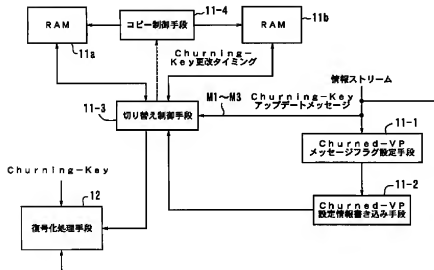 RAM
11a
コピー制御手段
11-4
RAM
11b
Churning-
Key更改タイミング
情報ストリーム
Churning-Key
アップデートメッセージ
M1~M3
11-3
切り替え制御手段
11-1
Churned-VP
メッセージフラグ設定手段
11-2
Churned-VP
設定情報書き込み手段
Churning-Key
12
復号化処理手段